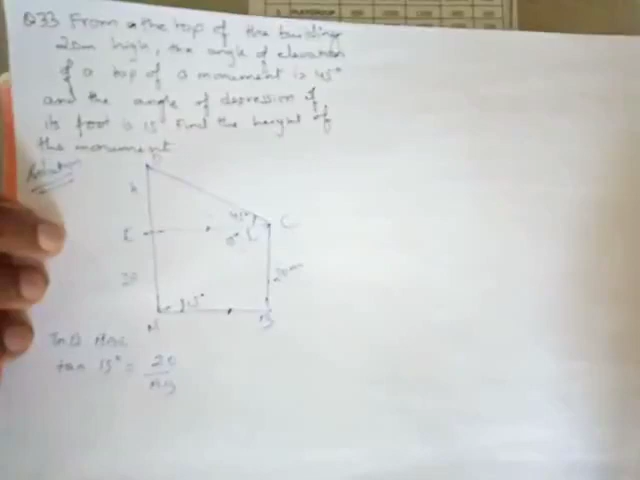 Q33 From the top of the building
20m high, the angle of elevation
of a top of a monument is 45°
and the angle of depression of
its foot is 15° Find the height of
the monument
h
45°
E
C
20
20m
15°
B
tan 15° = 20